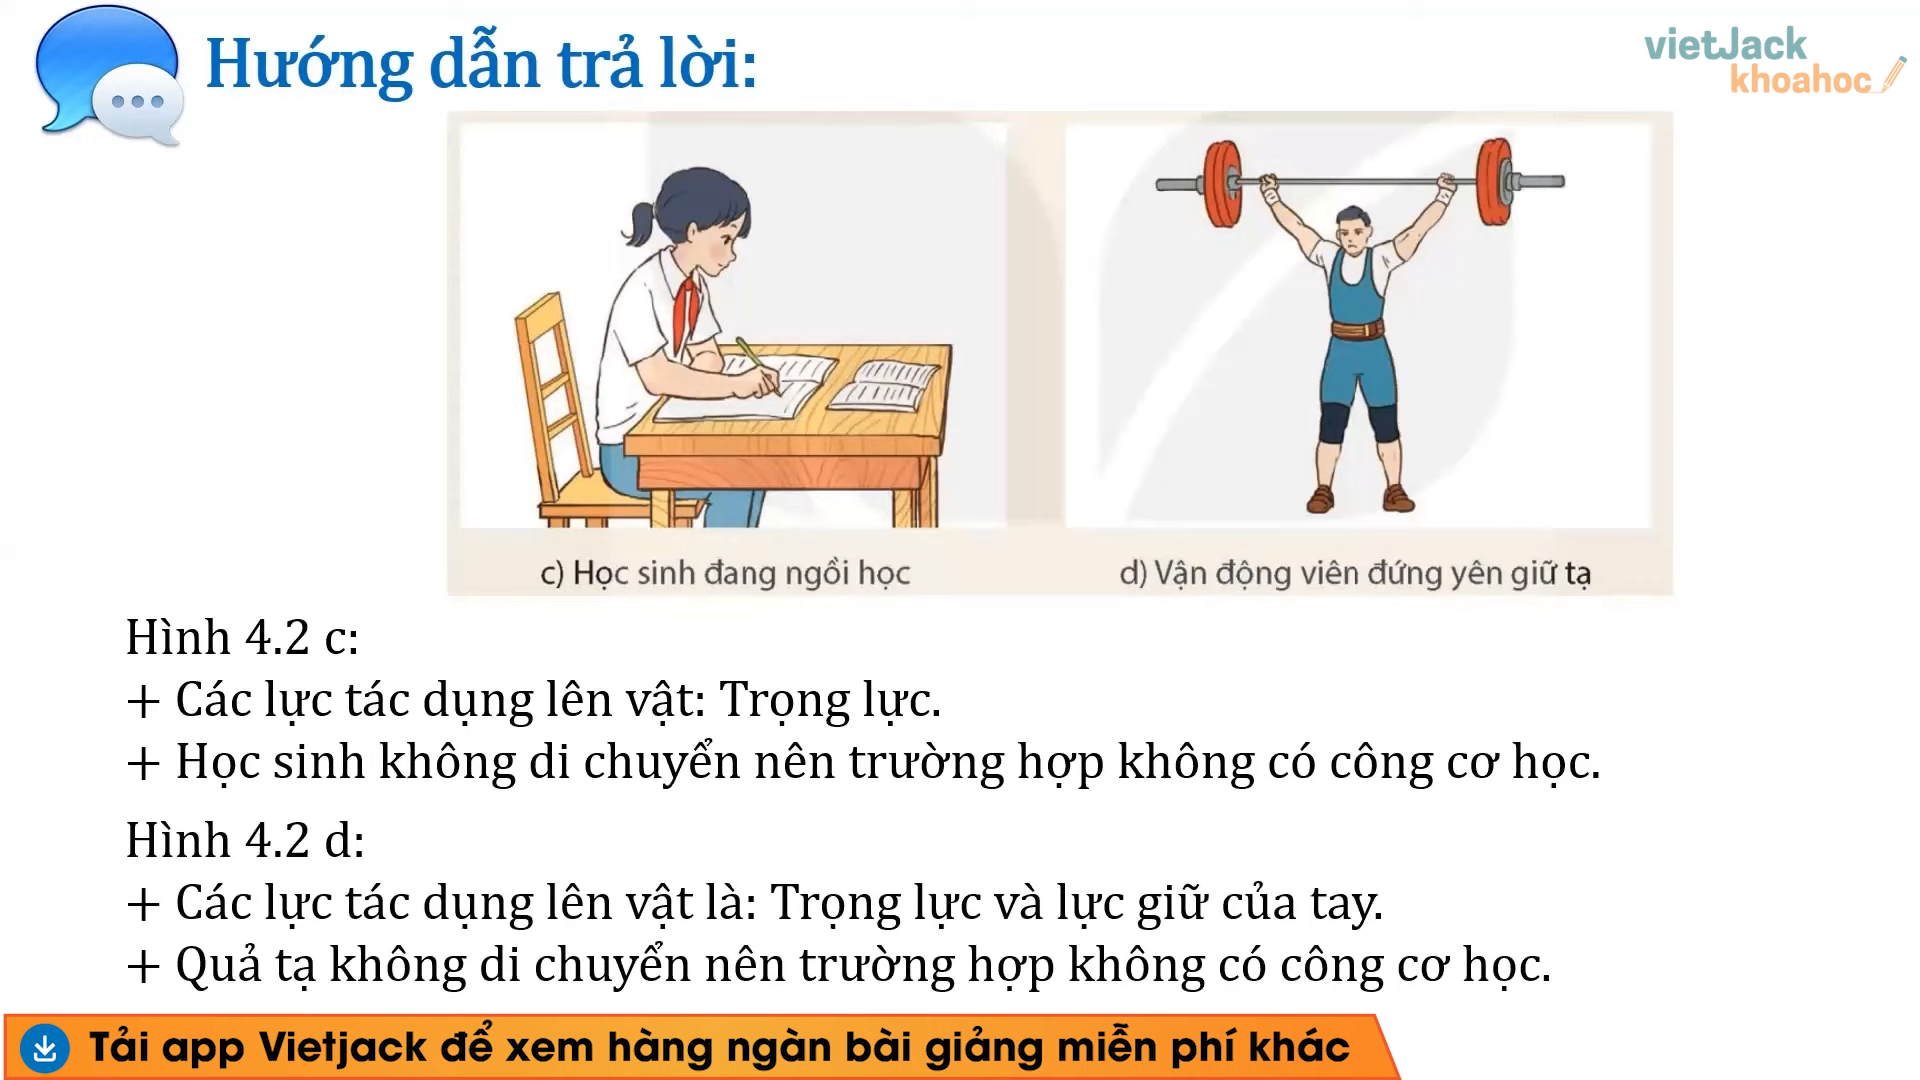 Hướng dẫn trả lời:
vietJack
khoahoc
c) Học sinh đang ngồi học
d) Vận động viên đứng yên giữ tạ
Hình 4.2 c:
+ Các lực tác dụng lên vật: Trọng lực.
+ Học sinh không di chuyển nên trường hợp không có công cơ học.
Hình 4.2 d:
+ Các lực tác dụng lên vật là: Trọng lực và lực giữ của tay.
+ Quả tạ không di chuyển nên trường hợp không có công cơ học.
Tải app Vietjack để xem hàng ngàn bài giảng miễn phí khác